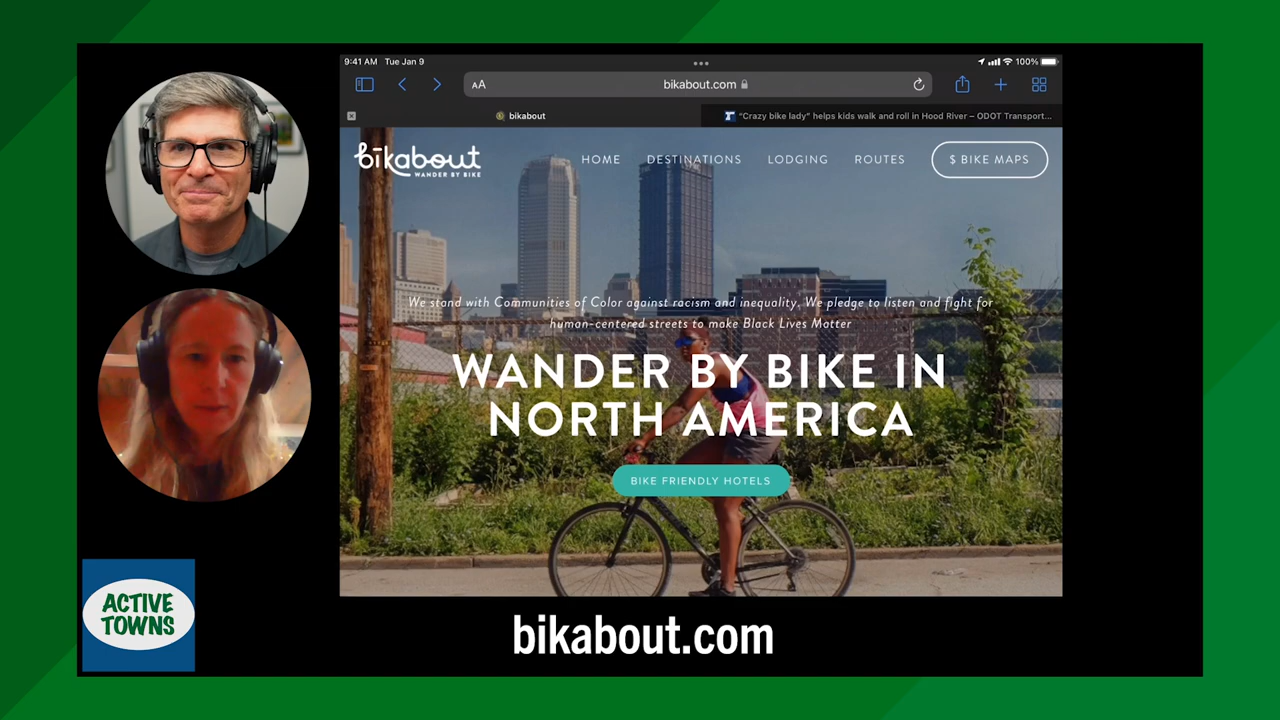 9:41 AM Tue Jan 9
100%
AA
bikabout.com
bikabout
"Crazy bike lady" helps kids walk and roll in Hood River – ODOT Transport...
bikabout
WANDER BY BIKE
HOME
DESTINATIONS
LODGING
ROUTES
$ BIKE MAPS
We stand with Communities of Color against racism and inequality. We pledge to listen and fight for
human-centered streets to make Black Lives Matter
WANDER BY BIKE IN
NORTH AMERICA
BIKE FRIENDLY HOTELS
ACTIVE
TOWNS
bikabout.com